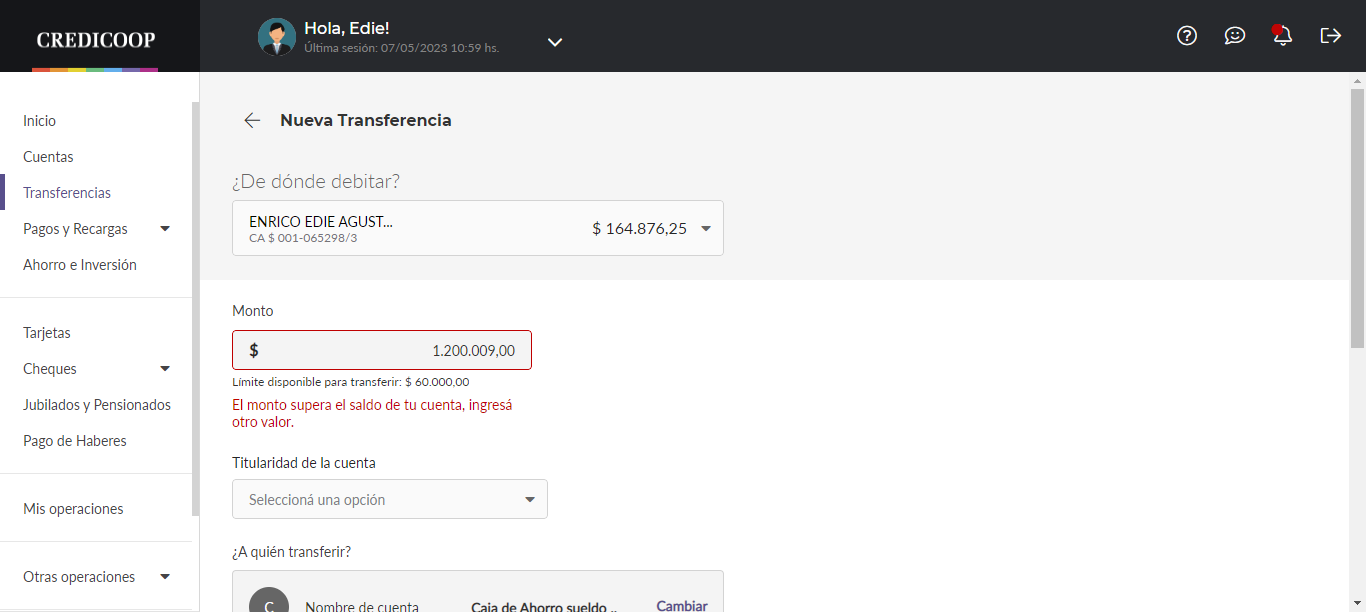 CREDICOOP
Hola, Edie!
Última sesión: 07/05/2023 10:59 hs.
Inicio
Cuentas
Transferencias
Pagos y Recargas
Ahorro e Inversión
Tarjetas
Cheques
Jubilados y Pensionados
Pago de Haberes
Mis operaciones
Otras operaciones
Nueva Transferencia
¿De dónde debitar?
ENRICO EDIE AGUST...
$ 164.876,25
CA $ 001-065298/3
Monto
$ 1.200.009,00
Límite disponible para transferir: $ 60.000,00
El monto supera el saldo de tu cuenta, ingresá
otro valor.
Titularidad de la cuenta
Seleccioná una opción
¿A quién transferir?
C
Nombre de cuenta
Caja de Ahorro sueldo ..
Cambiar